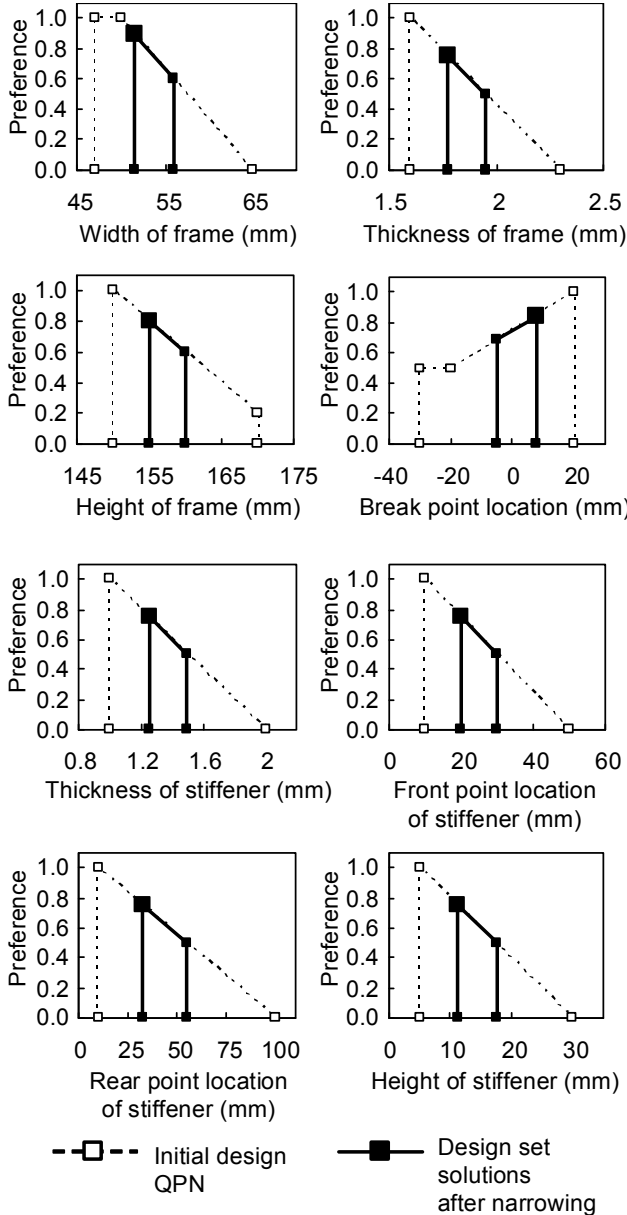 Preference
1.0
0.8
0.6
0.4
0.2
0.0
45 55 65
Width of frame (mm)
Preference
1.0
0.8
0.6
0.4
0.2
0.0
1.5 2 2.5
Thickness of frame (mm)
Preference
1.0
0.8
0.6
0.4
0.2
0.0
145 155 165 175
Height of frame (mm)
Preference
1.0
0.8
0.6
0.4
0.2
0.0
-40 -20 0 20
Break point location (mm)
Preference
1.0
0.8
0.6
0.4
0.2
0.0
0.8 1.2 1.6 2
Thickness of stiffener (mm)
Preference
1.0
0.8
0.6
0.4
0.2
0.0
0 20 40 60
Front point location
of stiffener (mm)
Preference
1.0
0.8
0.6
0.4
0.2
0.0
0 25 50 75 100
Rear point location
of stiffener (mm)
Preference
1.0
0.8
0.6
0.4
0.2
0.0
0 10 20 30
Height of stiffener (mm)
Initial design
QPN
Design set
solutions
after narrowing